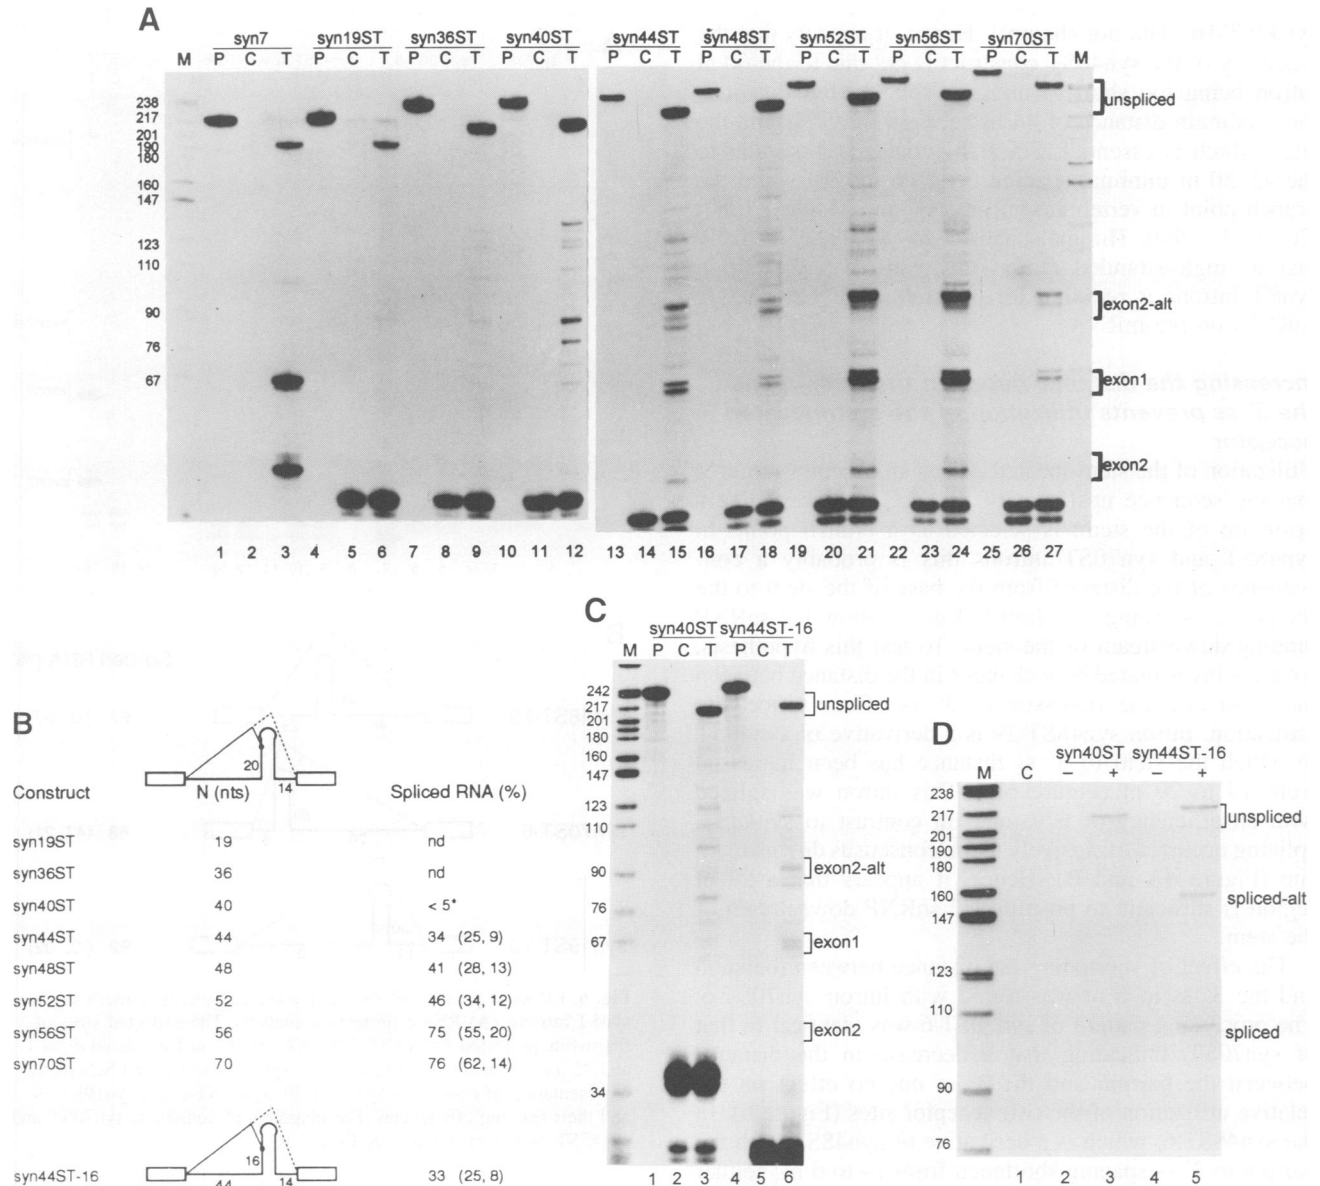 A
syn7 syn19ST syn36ST syn40ST syn44ST syn48ST syn52ST syn56ST syn70ST
M P C T P C T P C T P C T P C T P C T P C T P C T P C T M
238
217
201
190
180
160
147
123
110
90
76
67
unspliced
exon2-alt
exon1
exon2
1 2 3 4 5 6 7 8 9 10 11 12 13 14 15 16 17 18 19 20 21 22 23 24 25 26 27
B
20
14
Construct N (nts) Spliced RNA (%)
syn19ST 19 nd
syn36ST 36 nd
syn40ST 40 < 5*
syn44ST 44 34 (25, 9)
syn48ST 48 41 (28, 13)
syn52ST 52 46 (34, 12)
syn56ST 56 75 (55, 20)
syn70ST 70 76 (62, 14)
16
44 14
syn44ST-16 33 (25, 8)
C
syn40ST syn44ST-16
M P C T P C T
242
217
201
180
160
147
123
110
90
76
67
34
unspliced
exon2-alt
exon1
exon2
1 2 3 4 5 6
D
syn40ST syn44ST-16
M C – + – +
238
217
201
190
180
160
147
123
110
90
76
unspliced
spliced-alt
spliced
1 2 3 4 5